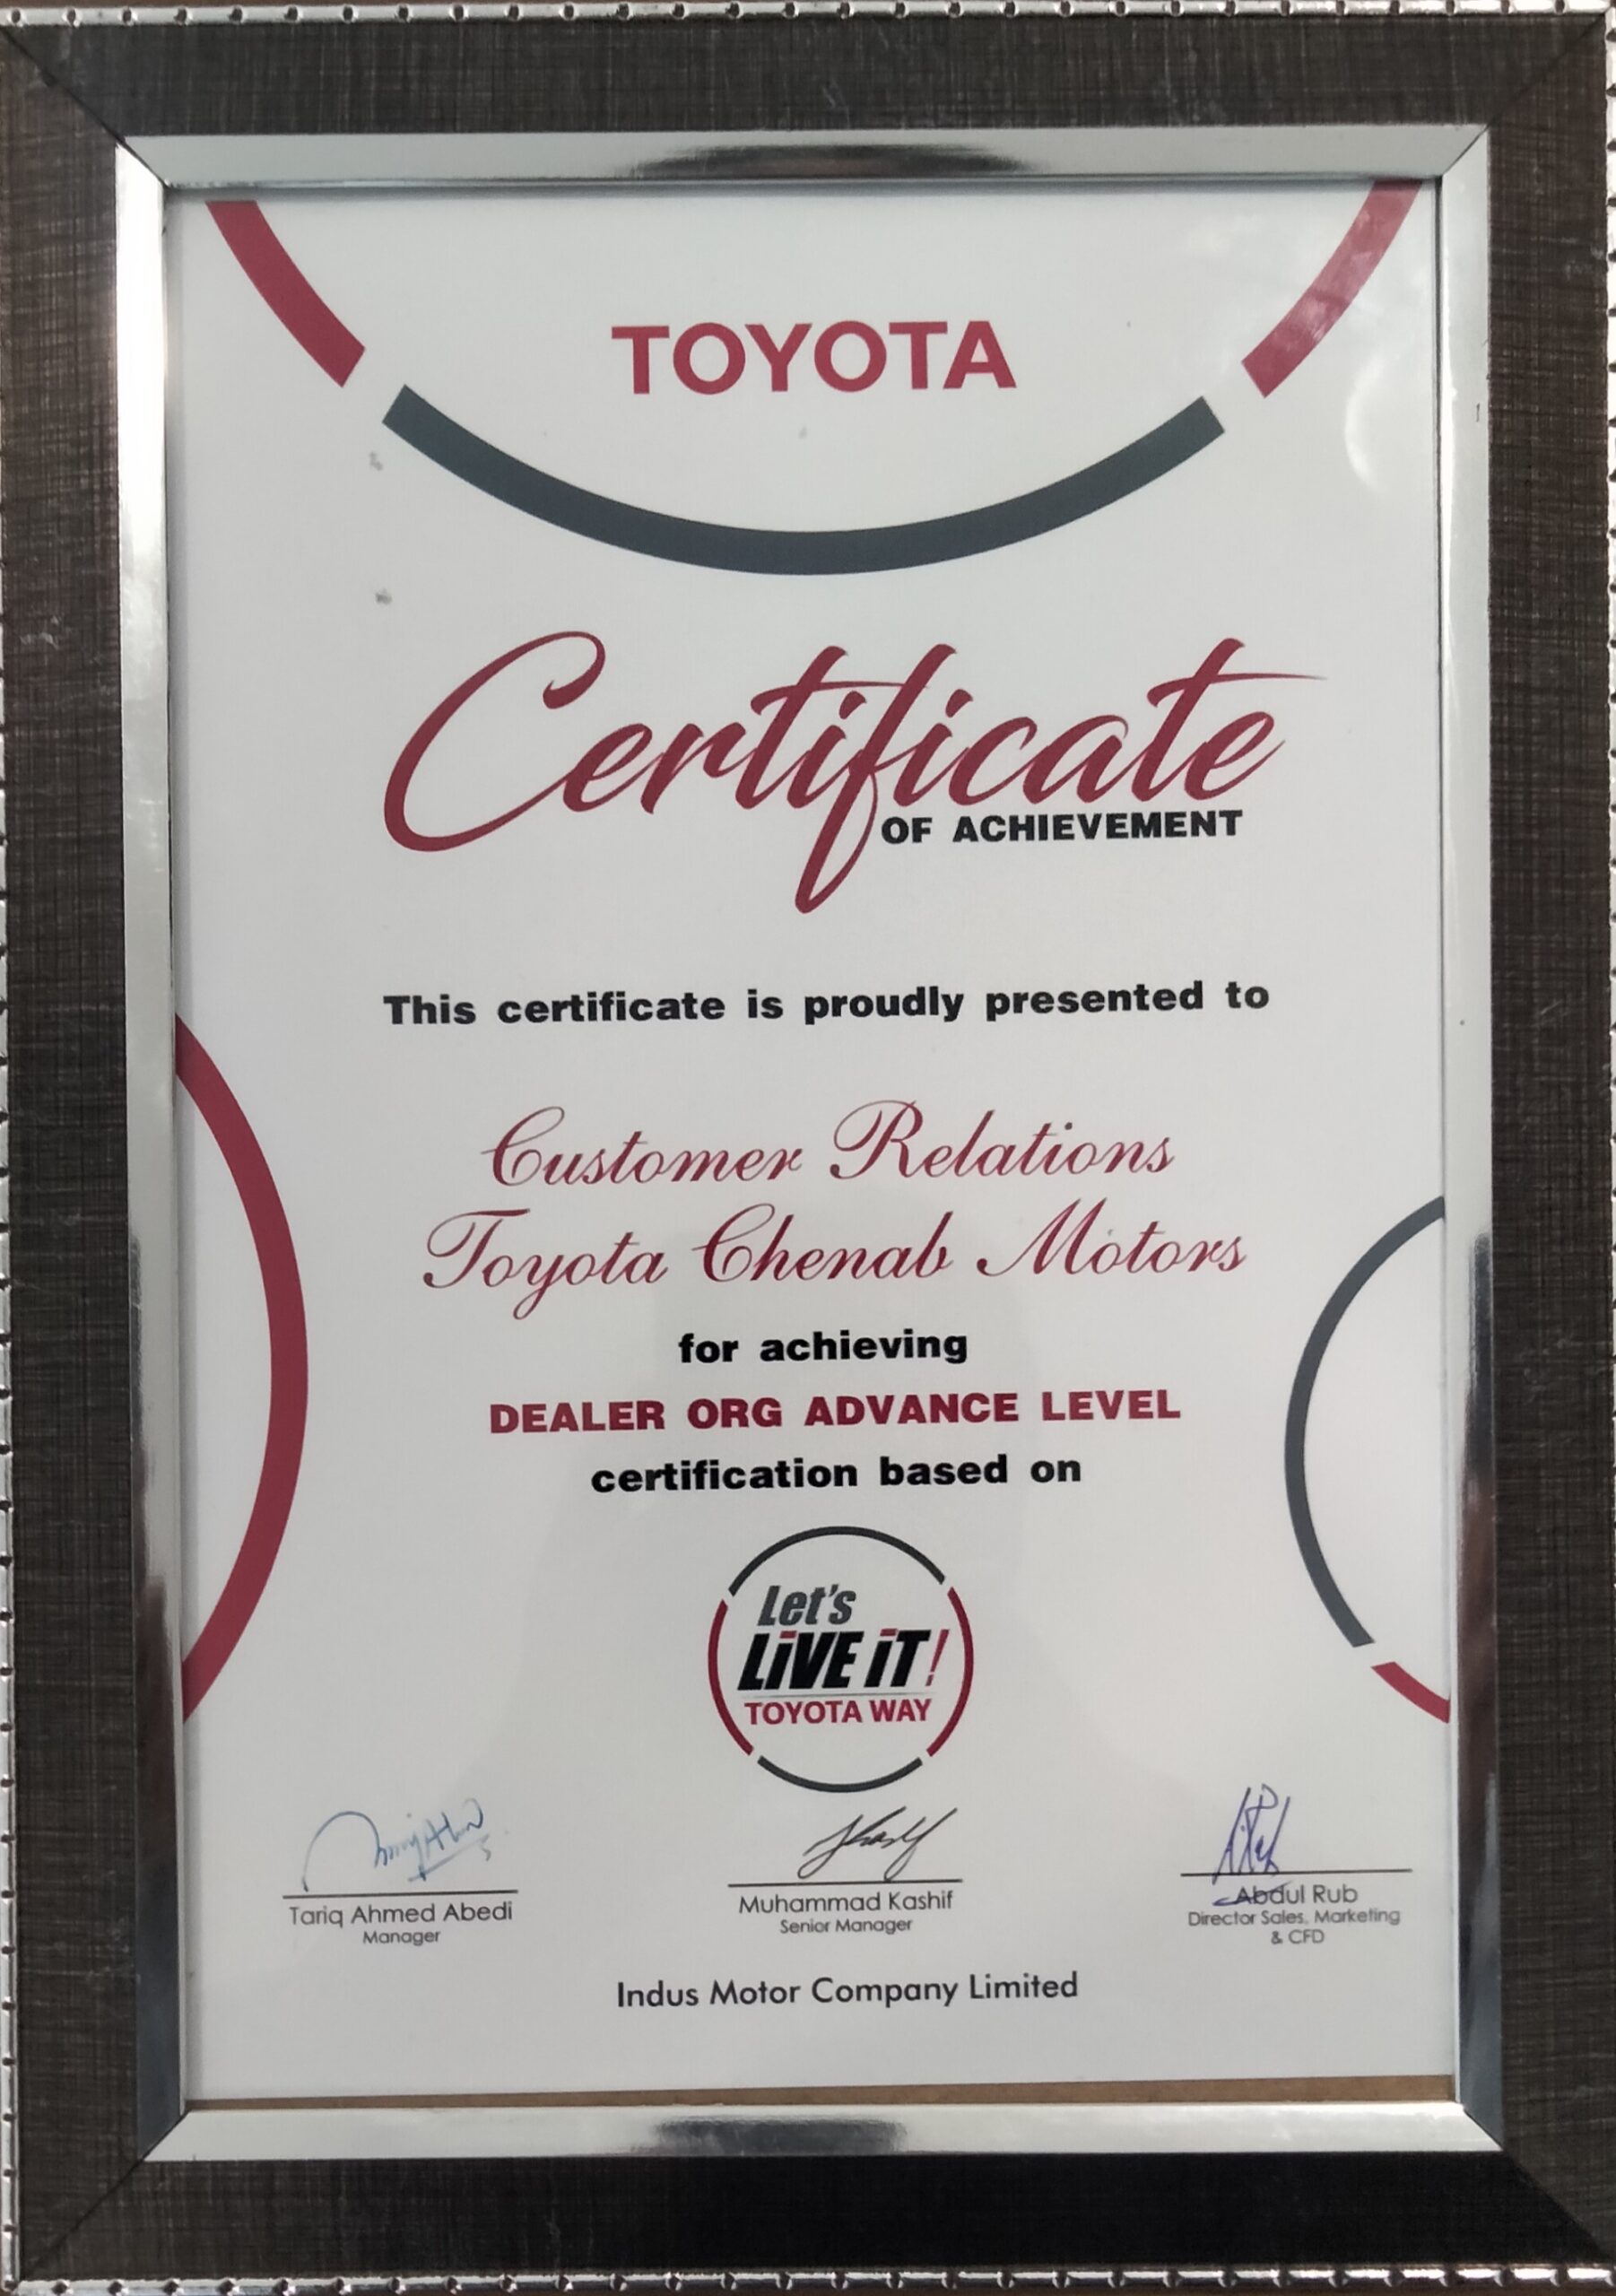 TOYOTA
Certificate
OF ACHIEVEMENT
This certificate is proudly presented to
Customer Relations
Toyota Chenab Motors
for achieving
DEALER ORG ADVANCE LEVEL
certification based on
Let's
LiVE iT!
TOYOTA WAY
Tariq Ahmed Abedi
Manager
Muhammad Kashif
Senior Manager
Abdul Rub
Director Sales, Marketing
& CFD
Indus Motor Company Limited